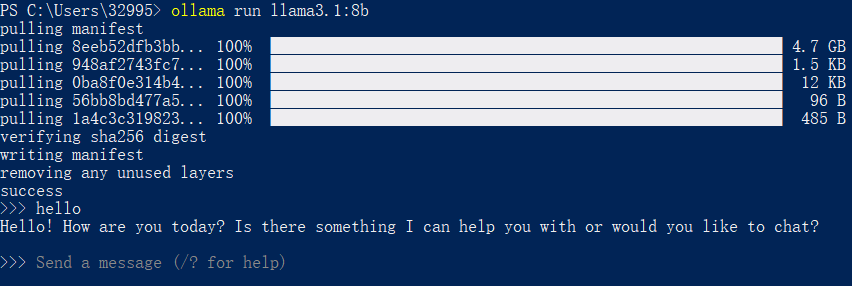 PS C:\Users\32995> ollama run llama3.1:8b
pulling manifest
pulling 8eeb52dfb3bb... 100% 4.7 GB
pulling 948af2743fc7... 100% 1.5 KB
pulling 0ba8f0e314b4... 100% 12 KB
pulling 56bb8bd477a5... 100% 96 B
pulling 1a4c3c319823... 100% 485 B
verifying sha256 digest
writing manifest
removing any unused layers
success
>>> hello
Hello! How are you today? Is there something I can help you with or would you like to chat?
>>> Send a message (/? for help)